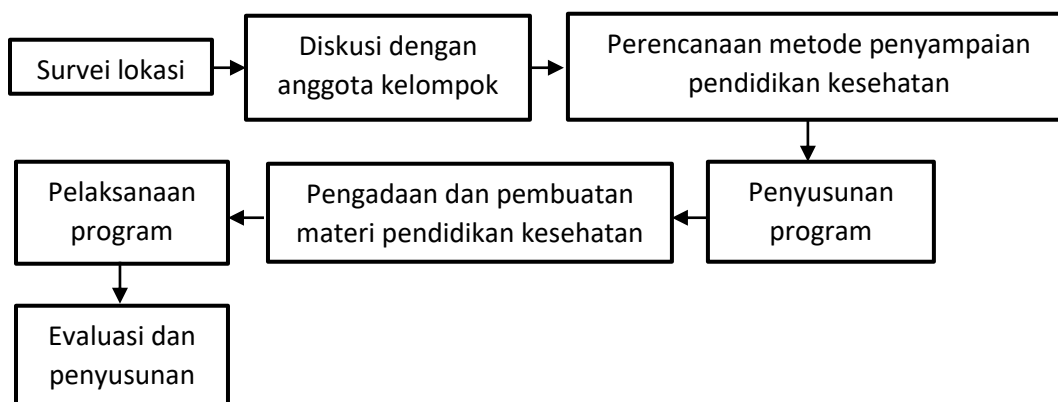 Survei lokasi
Diskusi dengan
anggota kelompok
Perencanaan metode penyampaian
pendidikan kesehatan
Penyusunan
program
Pengadaan dan pembuatan
materi pendidikan kesehatan
Pelaksanaan
program
Evaluasi dan
penyusunan